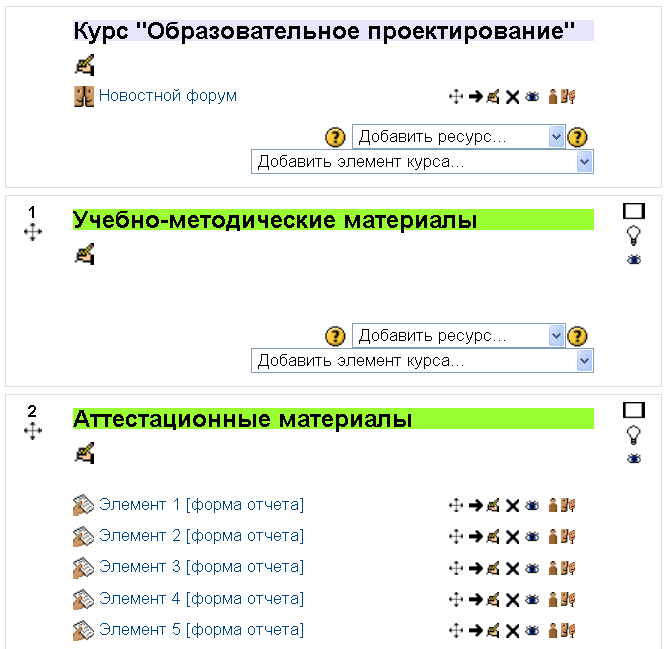 Курс "Образовательное проектирование"
Новостной форум
? Добавить ресурс... ?
Добавить элемент курса...
1
Учебно-методические материалы
? Добавить ресурс... ?
Добавить элемент курса...
2
Аттестационные материалы
Элемент 1 [форма отчета]
Элемент 2 [форма отчета]
Элемент 3 [форма отчета]
Элемент 4 [форма отчета]
Элемент 5 [форма отчета]